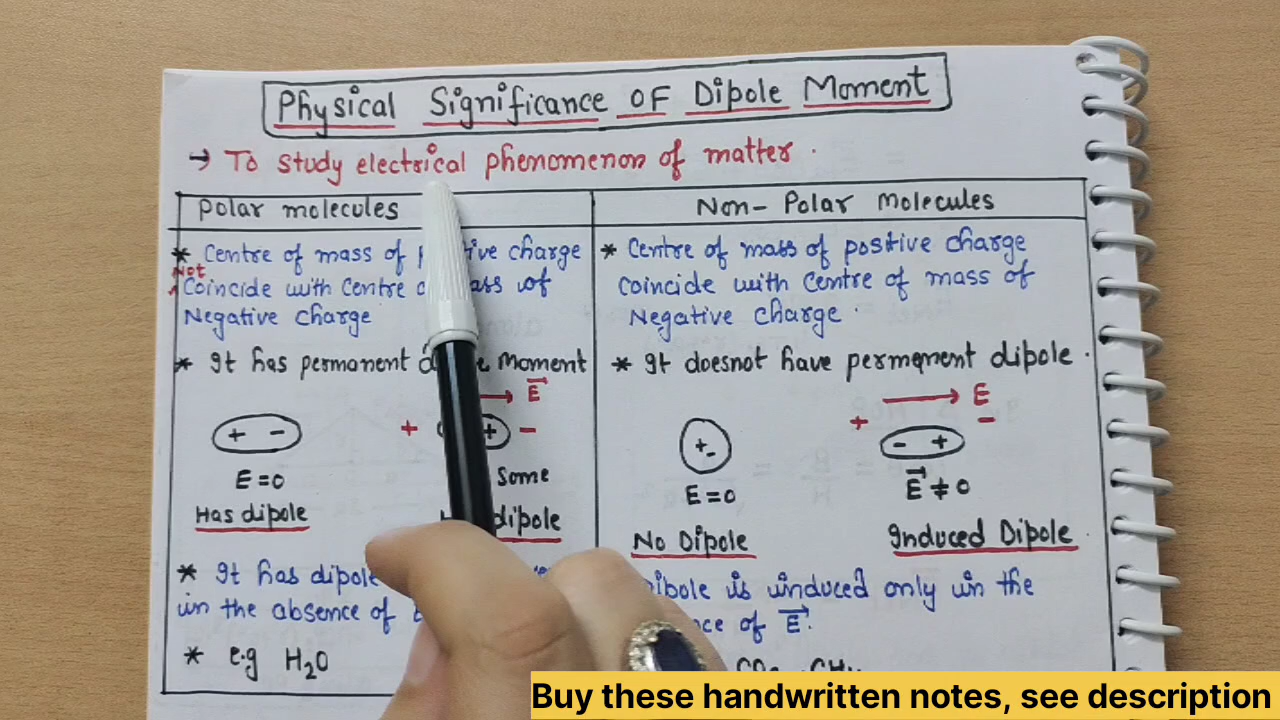 Physical Significance OF Dipole Moment
→ To study electrical phenomenon of matter .
Polar molecules
* Centre of mass of charge
Not
Coincide with Centre of
Negative charge
* It has permanent Moment
→ E
+ + -
+ -
E=0
some
Has dipole
dipole
* It has dipole
in the absence of
* e.g H2O
Non- Polar Molecules
* Centre of mass of positive charge
Coincide with Centre of mass of
Negative charge .
* It doesnot have permenent dipole .
→ E
+ -
+ -
- +
E=0
E ≠ 0
No Dipole
Induced Dipole
is induced only in the
of E.
Buy these handwritten notes, see description